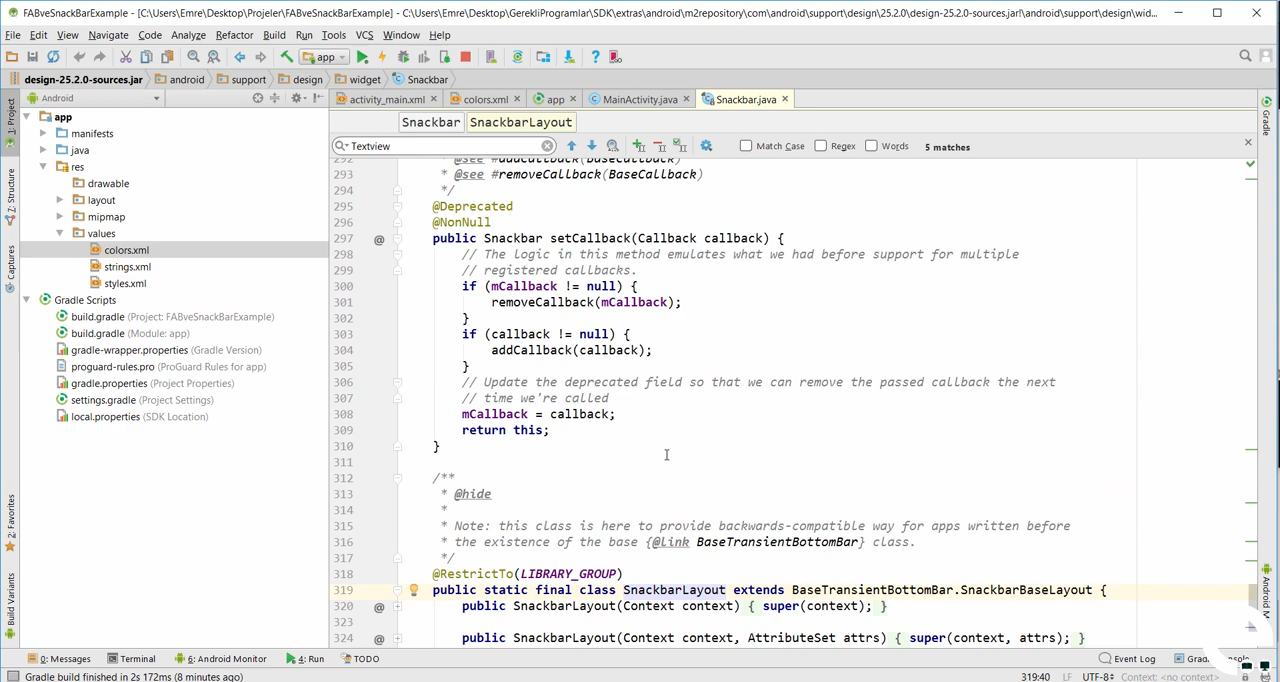 FABveSnackBarExample - [C:\Users\Emre\Desktop\Projeler\FABveSnackBarExample] - C:\Users\Emre\Desktop\GerekliProgramlar\SDK\extras\android\m2repository\com\android\support\design\25.2.0\design-25.2.0-sources.jar!\android\support\design\wid...
File Edit View Navigate Code Analyze Refactor Build Run Tools VCS Window Help
app
design-25.2.0-sources.jar android support design widget Snackbar
Android
activity_main.xml colors.xml app MainActivity.java Snackbar.java
Snackbar SnackbarLayout
Textview Match Case Regex Words 5 matches
1: Project
Z: Structure
Captures
2: Favorites
Build Variants
Gradle
app
manifests
java
res
drawable
layout
mipmap
values
colors.xml
strings.xml
styles.xml
Gradle Scripts
build.gradle (Project: FABveSnackBarExample)
build.gradle (Module: app)
gradle-wrapper.properties (Gradle Version)
proguard-rules.pro (ProGuard Rules for app)
gradle.properties (Project Properties)
settings.gradle (Project Settings)
local.properties (SDK Location)
292 * @see #addCallback(BaseCallback)
293 * @see #removeCallback(BaseCallback)
294 */
295 @Deprecated
296 @NonNull
297 @ public Snackbar setCallback(Callback callback) {
298 // The logic in this method emulates what we had before support for multiple
299 // registered callbacks.
300 if (mCallback != null) {
301 removeCallback(mCallback);
302 }
303 if (callback != null) {
304 addCallback(callback);
305 }
306 // Update the deprecated field so that we can remove the passed callback the next
307 // time we're called
308 mCallback = callback;
309 return this;
310 }
311
312 /**
313 * @hide
314 *
315 * Note: this class is here to provide backwards-compatible way for apps written before
316 * the existence of the base {@link BaseTransientBottomBar} class.
317 */
318 @RestrictTo(LIBRARY_GROUP)
319 public static final class SnackbarLayout extends BaseTransientBottomBar.SnackbarBaseLayout {
320 @ public SnackbarLayout(Context context) { super(context); }
323
324 @ public SnackbarLayout(Context context, AttributeSet attrs) { super(context, attrs); }
0: Messages Terminal 6: Android Monitor 4: Run TODO Event Log
Gradle build finished in 2s 172ms (8 minutes ago) 319:40 LF UTF-8 Context: <no context>